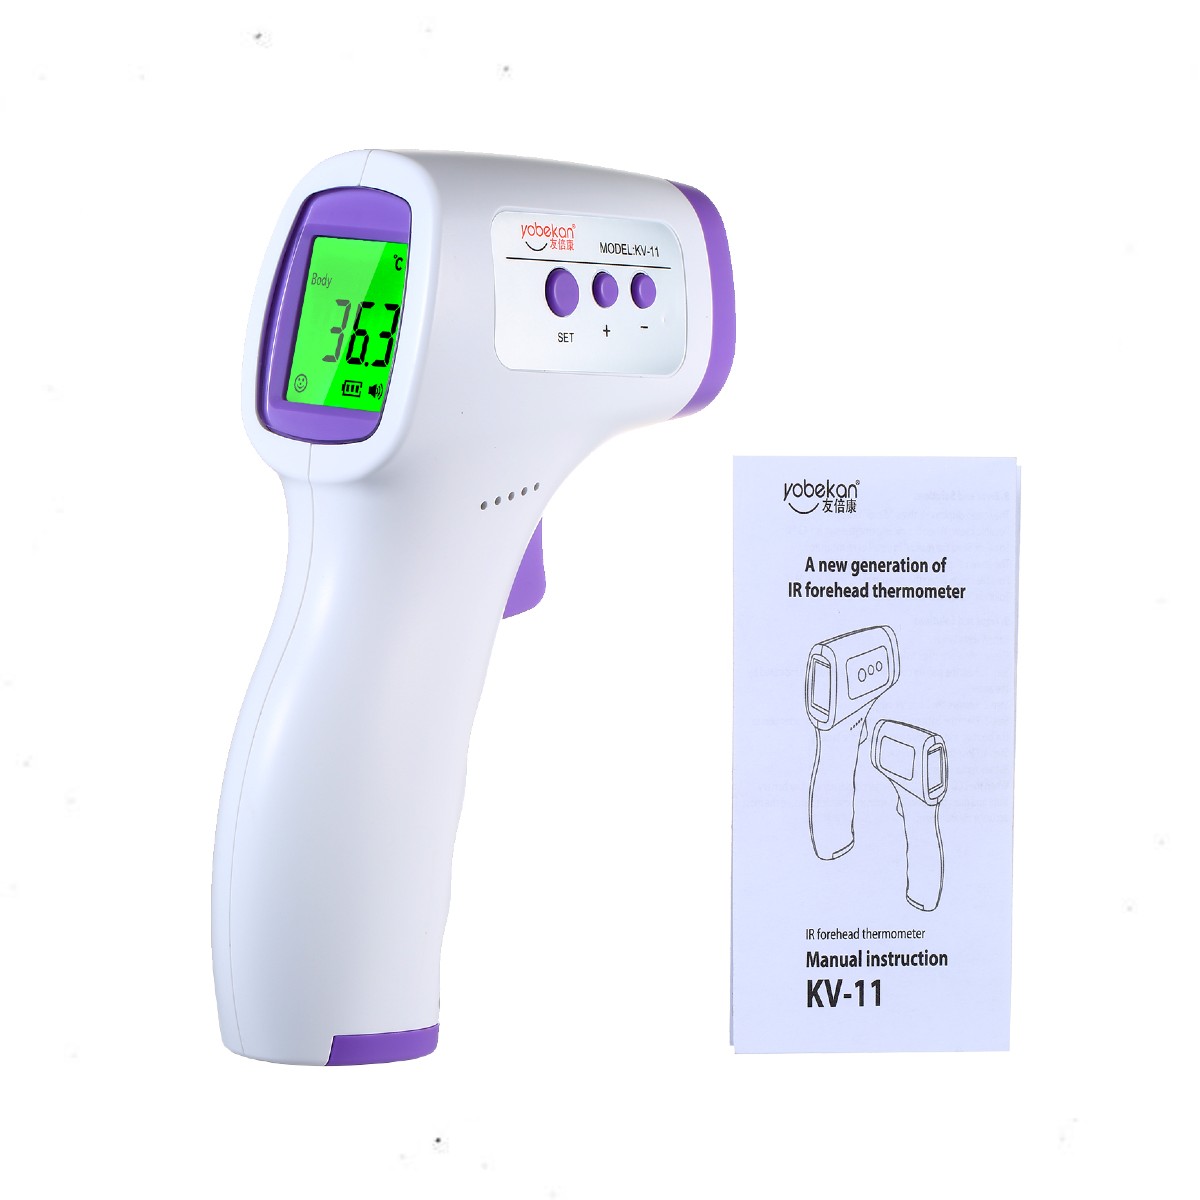 °C
Body
36.3
yobekan®
友倍康
MODEL:KV-11
SET
+
−
yobekan®
友倍康
A new generation of
IR forehead thermometer
IR forehead thermometer
Manual instruction
KV-11